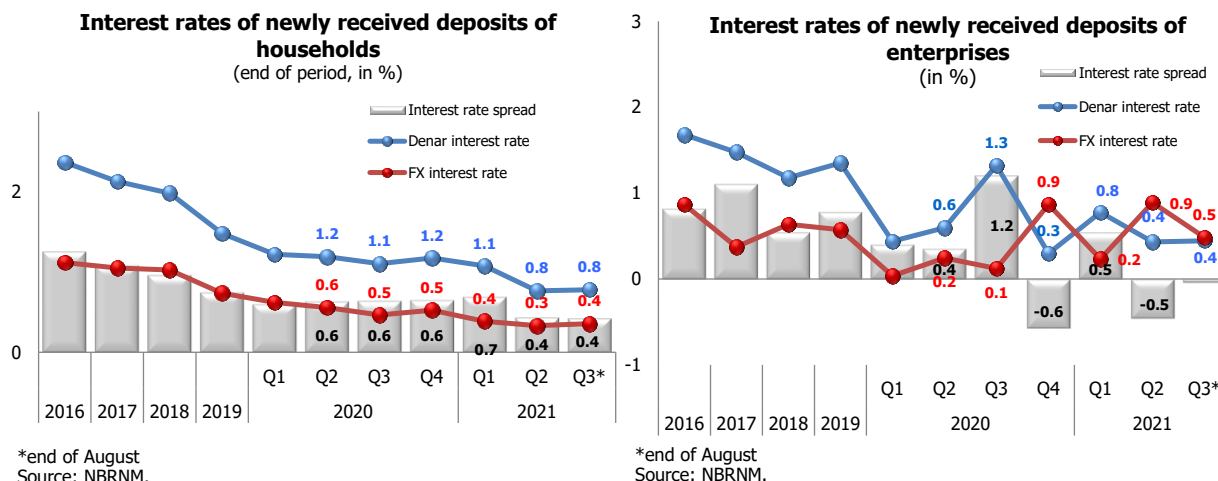 Interest rates of newly received deposits of
households
(end of period, in %)
Interest rate spread
Denar interest rate
FX interest rate
2
0
1.2
1.1
1.2
1.1
0.8
0.8
0.6
0.5
0.5
0.4
0.3
0.4
0.6
0.6
0.6
0.7
0.4
0.4
Q1 Q2 Q3 Q4 Q1 Q2 Q3*
2016 2017 2018 2019 2020 2021
*end of August
Source: NBRNM.
Interest rates of newly received deposits of
enterprises
(in %)
Interest rate spread
Denar interest rate
FX interest rate
3
2
1
0
-1
0.6
1.3
0.3
0.8
0.4
0.4
0.2
0.1
0.9
0.2
0.9
0.5
0.4
1.2
-0.6
0.5
-0.5
Q1 Q2 Q3 Q4 Q1 Q2 Q3*
2016 2017 2018 2019 2020 2021
*end of August
Source: NBRNM.